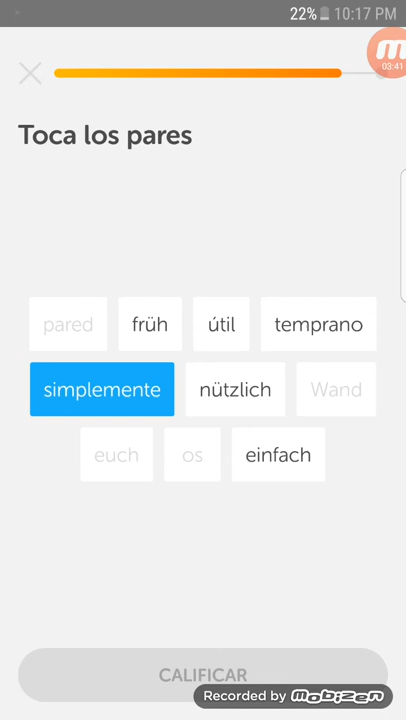 22% 10:17 PM
03:41
Toca los pares
pared früh útil temprano
simplemente nützlich Wand
euch os einfach
CALIFICAR
Recorded by mobizen